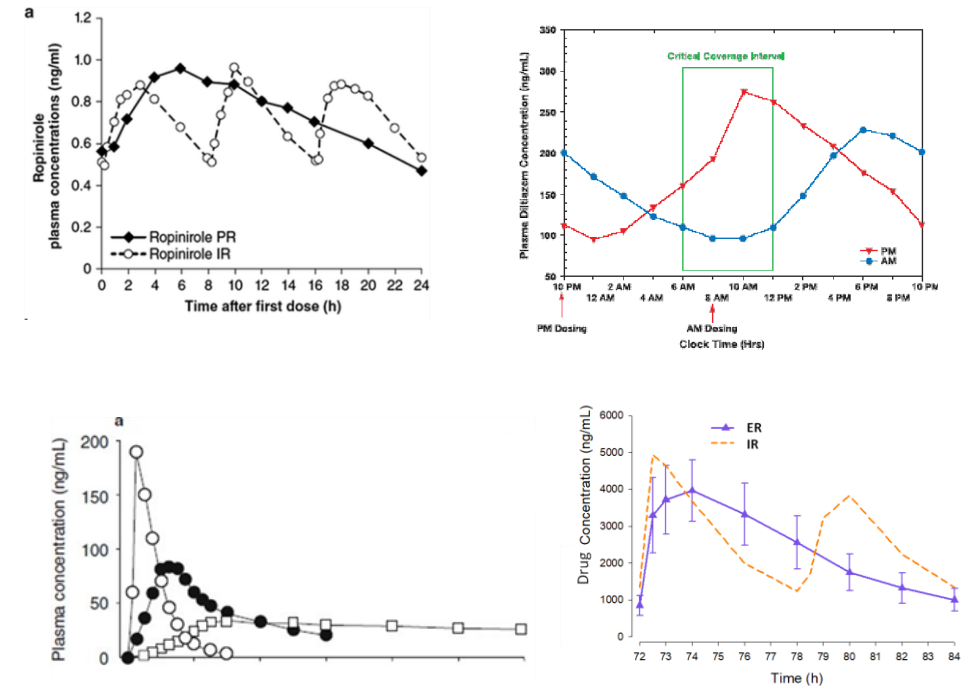 a
Ropinirole
plasma concentrations (ng/ml)
1.2
1.0
0.8
0.6
0.4
0.2
0
Ropinirole PR
Ropinirole IR
0 2 4 6 8 10 12 14 16 18 20 22 24
Time after first dose (h)
Plasma Diltiazem Concentration (ng/mL)
350
300
250
200
150
100
50
Critical Coverage Interval
PM
AM
10 PM 2 AM 6 AM 10 AM 2 PM 6 PM 10 PM
12 AM 4 AM 8 AM 12 PM 4 PM 8 PM
PM Dosing
AM Dosing
Clock Time (Hrs)
a
Plasma concentration (ng/mL)
200
150
100
50
0
Drug Concentration (ng/mL)
6000
5000
4000
3000
2000
1000
0
ER
IR
72 73 74 75 76 77 78 79 80 81 82 83 84
Time (h)